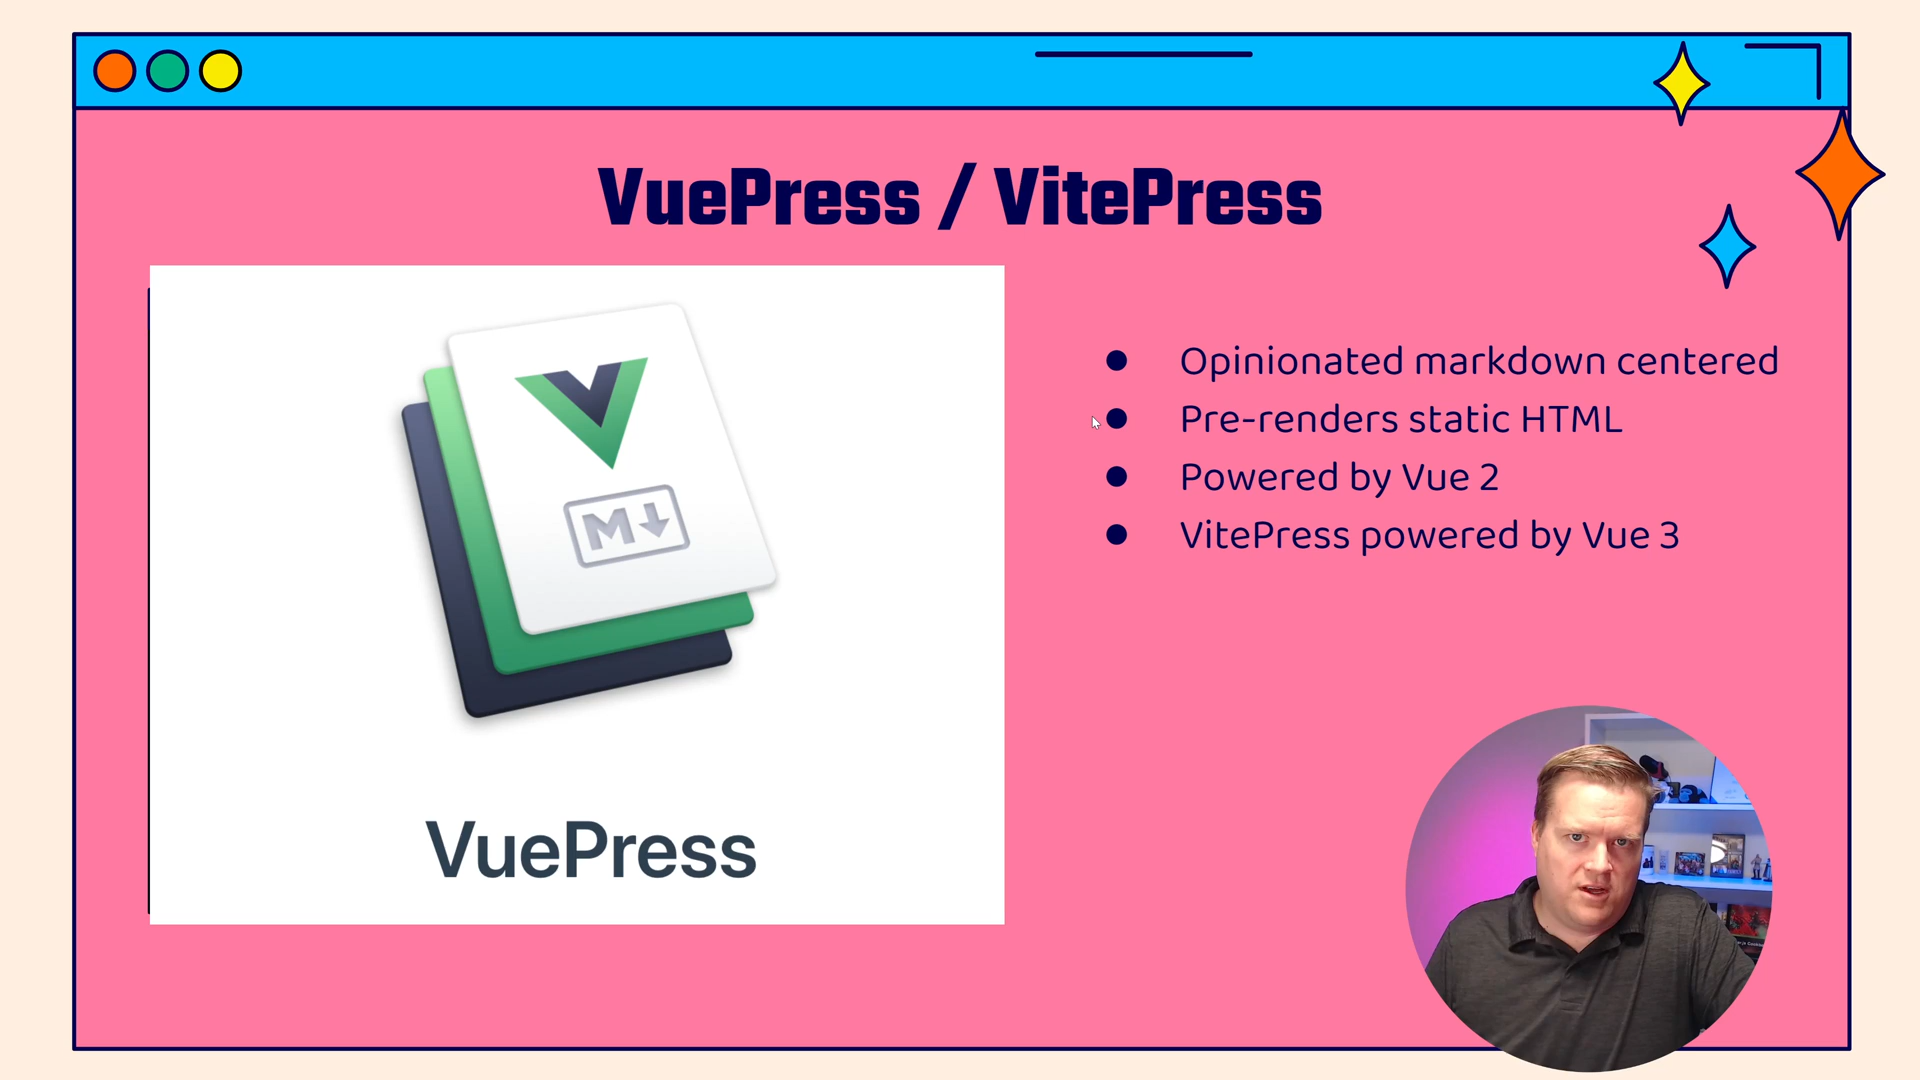 VuePress / VitePress
M
VuePress
Opinionated markdown centered
Pre-renders static HTML
Powered by Vue 2
VitePress powered by Vue 3